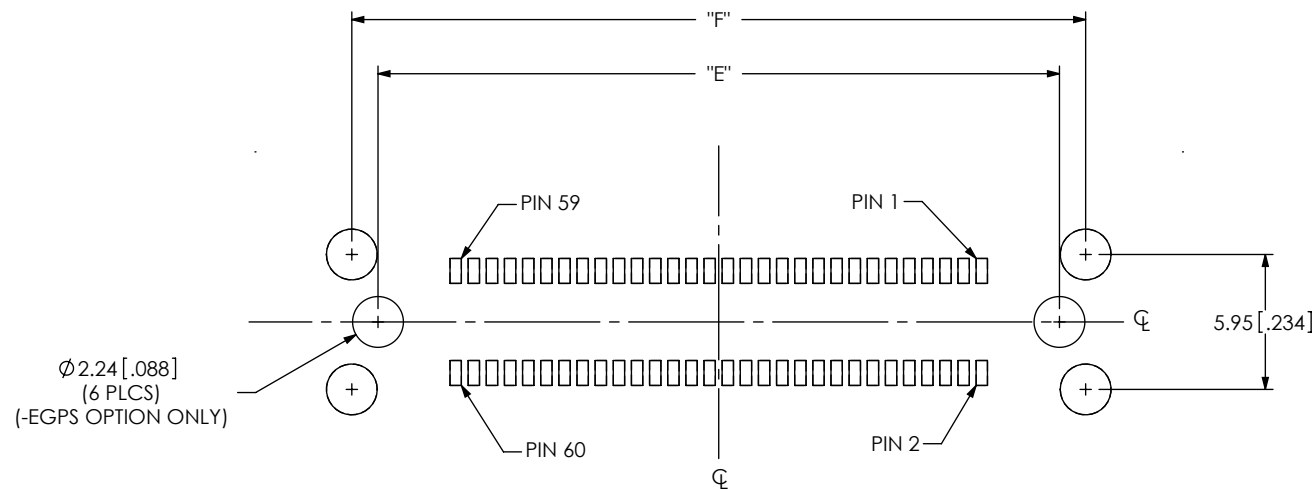 "F"
"E"
PIN 59
PIN 1
℄
5.95[.234]
Ø2.24[.088]
(6 PLCS)
(-EGPS OPTION ONLY)
PIN 60
PIN 2
℄